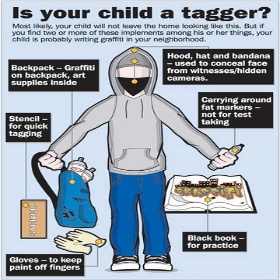 Is your child a tagger?
Most likely, your child will not leave the home looking like this. But if
you find two or more of these implements among his or her things, your
child is probably writing graffiti in your neighborhood.
Backpack – Graffiti
on backpack, art
supplies inside
Hood, hat and bandana
– used to conceal face
from witnesses/hidden
cameras.
Carrying around
fat markers –
not for test
taking
Stencil –
for quick
tagging
STENCILS
Black book –
for practice
Gloves – to keep
paint off fingers